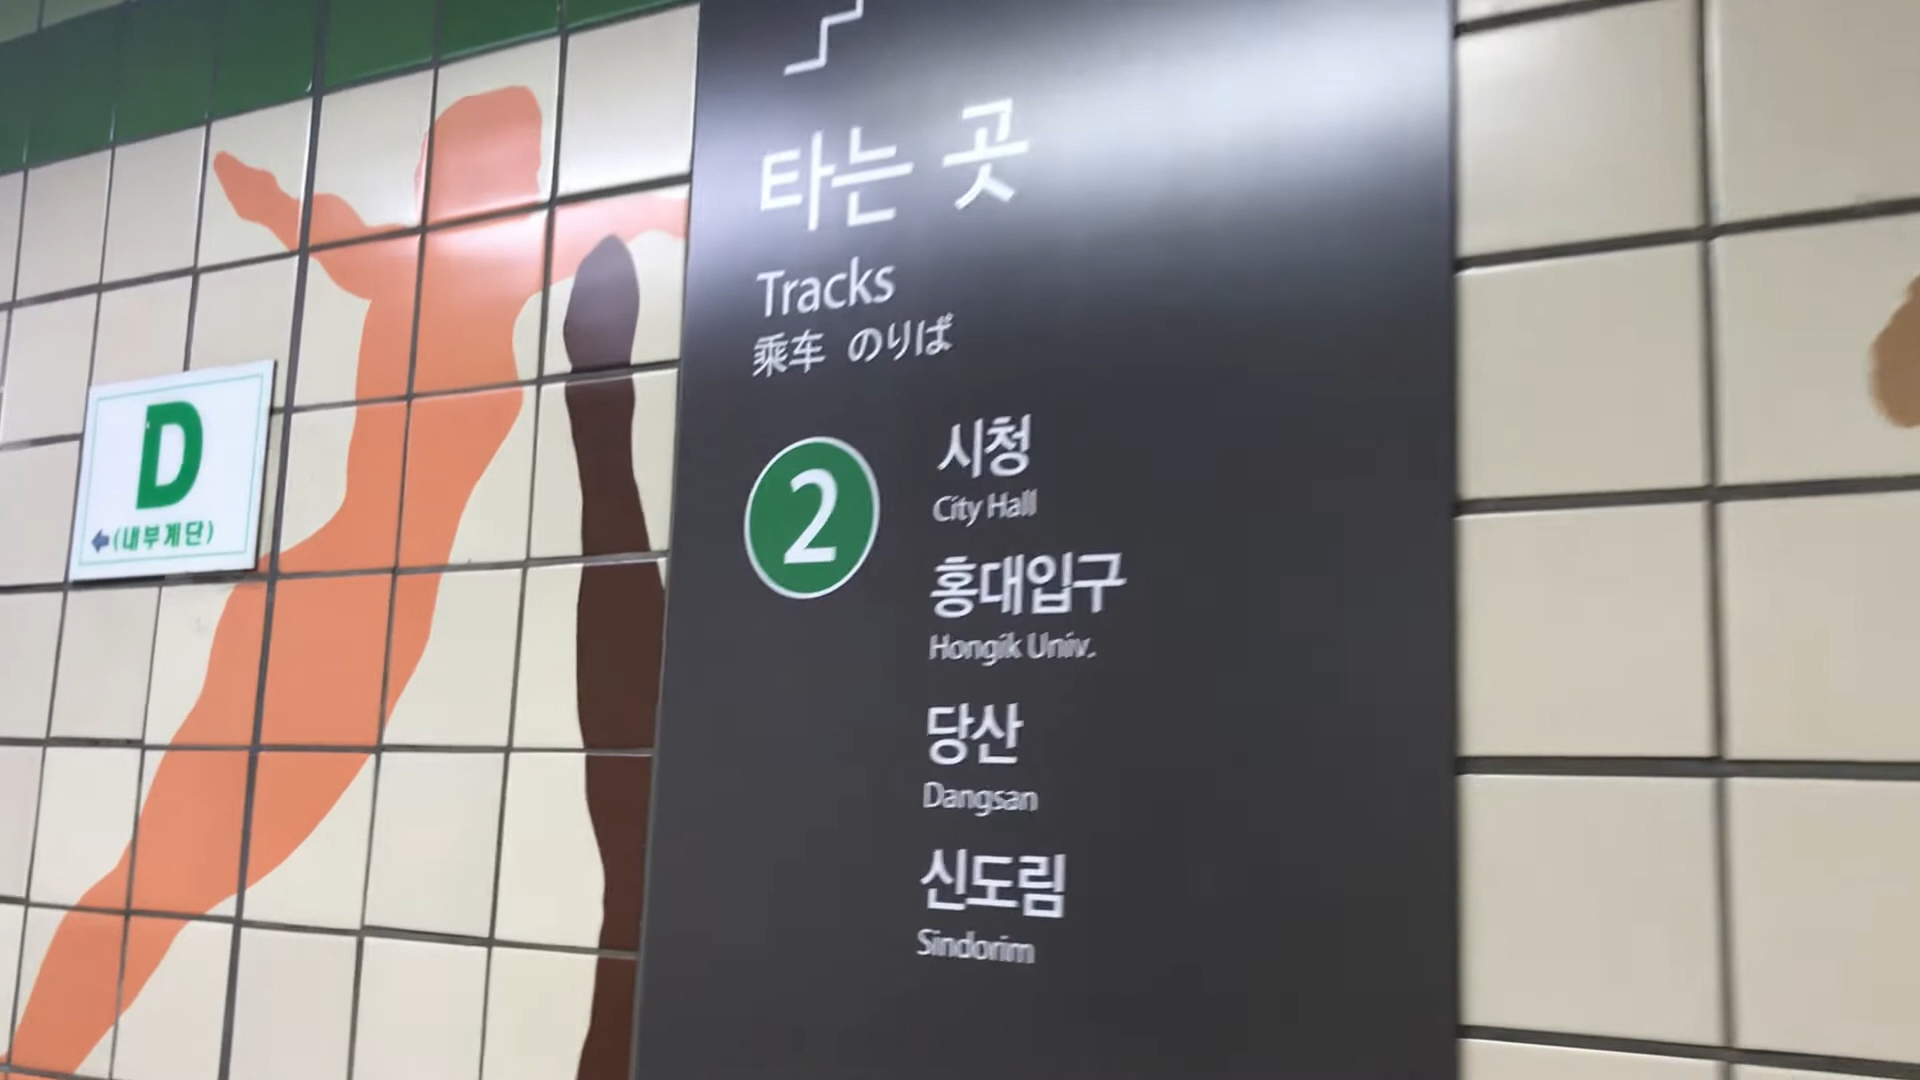 타는 곳
Tracks
乘车 のりば
2
시청
City Hall
홍대입구
Hongik Univ.
당산
Dangsan
신도림
Sindorim
D
←(내부계단)